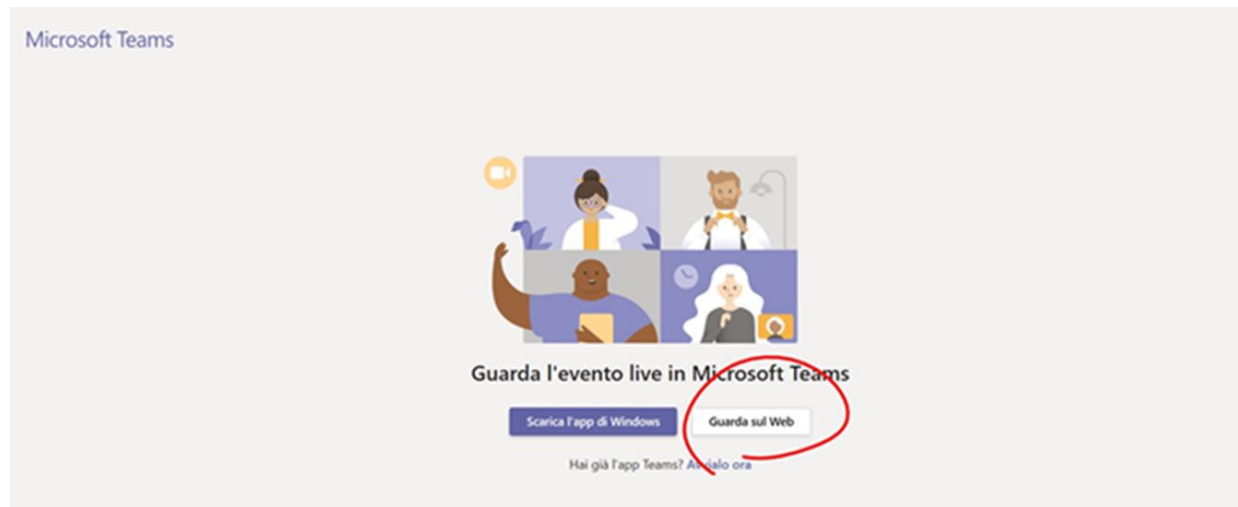 Microsoft Teams
Guarda l'evento live in Microsoft Teams
Scarica l'app di Windows
Guarda sul Web
Hai già l'app Teams? Avvialo ora